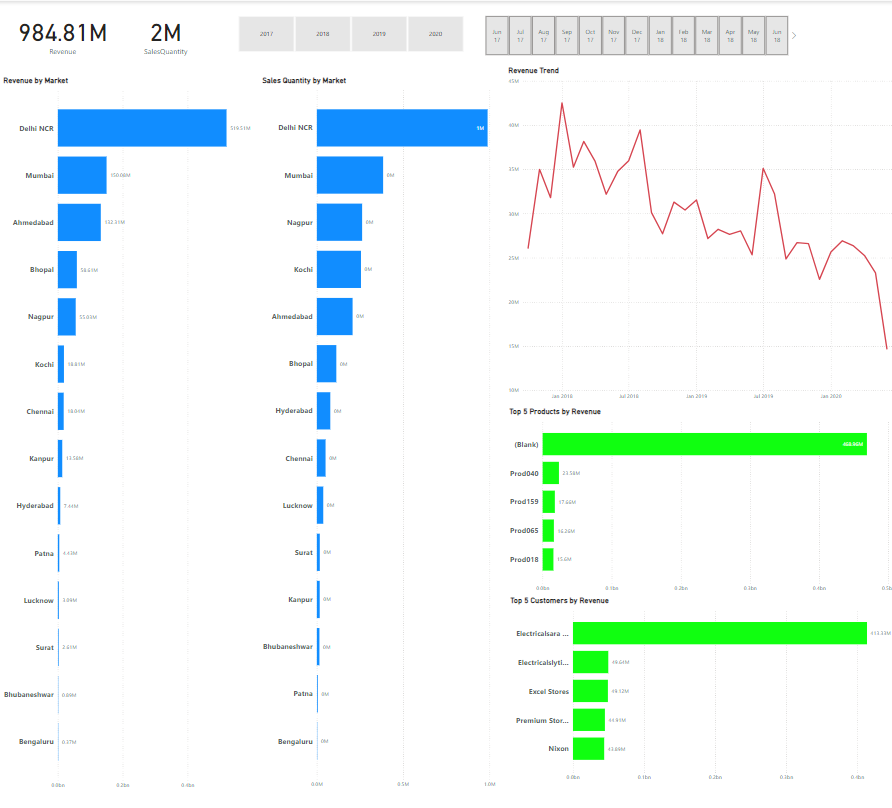 984.81M
Revenue
2M
SalesQuantity
2017
2018
2019
2020
Jun 17
Jul 17
Aug 17
Sep 17
Oct 17
Nov 17
Dec 17
Jan 18
Feb 18
Mar 18
Apr 18
May 18
Jun 18
Revenue by Market
Delhi NCR 519.51M
Mumbai 150.08M
Ahmedabad 132.31M
Bhopal 58.61M
Nagpur 55.03M
Kochi 18.81M
Chennai 18.04M
Kanpur 13.58M
Hyderabad 7.44M
Patna 4.43M
Lucknow 3.09M
Surat 2.61M
Bhubaneshwar 0.89M
Bengaluru 0.37M
0.0bn 0.2bn 0.4bn
Sales Quantity by Market
Delhi NCR 1M
Mumbai 0M
Nagpur 0M
Kochi 0M
Ahmedabad 0M
Bhopal 0M
Hyderabad 0M
Chennai 0M
Lucknow 0M
Surat 0M
Kanpur 0M
Bhubaneshwar 0M
Patna 0M
Bengaluru 0M
0.0M 0.5M 1.0M
Revenue Trend
45M
40M
35M
30M
25M
20M
15M
10M
Jan 2018 Jul 2018 Jan 2019 Jul 2019 Jan 2020
Top 5 Products by Revenue
(Blank)
Prod040 23.58M
Prod159 17.66M
Prod065 16.26M
Prod018 15.6M
0.0bn 0.1bn 0.2bn 0.3bn 0.4bn 0.5b
Top 5 Customers by Revenue
Electricalsara ... 413.33M
Electricalslyti... 49.64M
Excel Stores 49.12M
Premium Stor... 44.91M
Nixon 43.89M
0.0bn 0.1bn 0.2bn 0.3bn 0.4bn